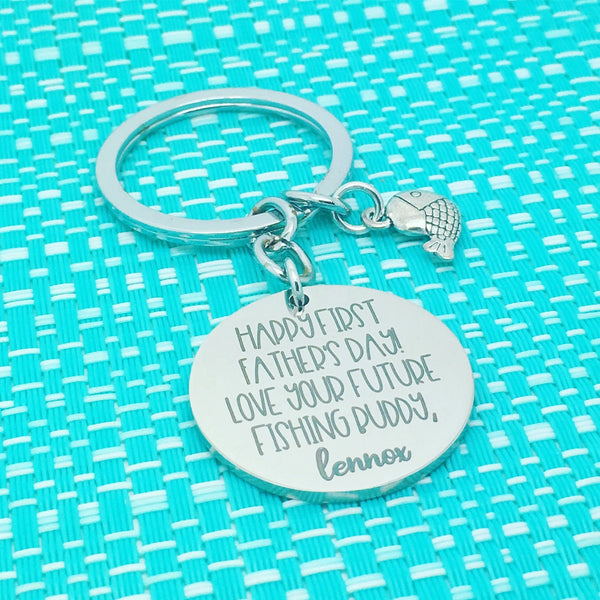 HAPPY FIRST
FATHER'S DAY!
LOVE YOUR FUTURE
FISHING BUDDY,
lennox